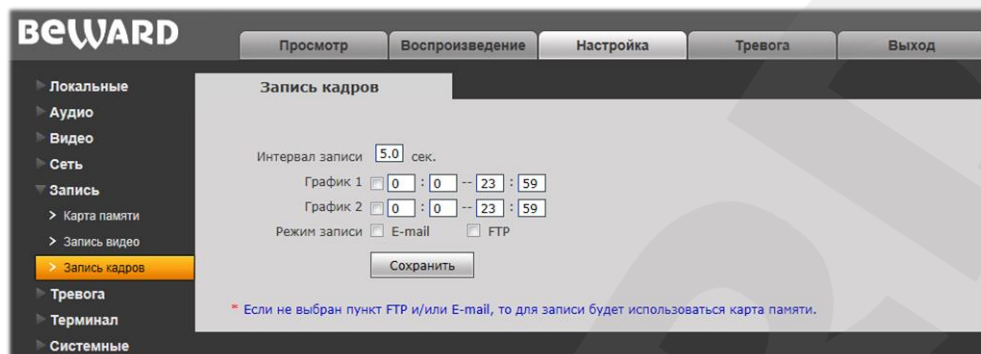 BEWARD
Просмотр Воспроизведение Настройка Тревога Выход
Локальные
Аудио
Видео
Сеть
Запись
Карта памяти
Запись видео
Запись кадров
Тревога
Терминал
Системные
Запись кадров
Интервал записи 5.0 сек.
График 1 0 : 0 -- 23 : 59
График 2 0 : 0 -- 23 : 59
Режим записи E-mail FTP
Сохранить
* Если не выбран пункт FTP и/или E-mail, то для записи будет использоваться карта памяти.